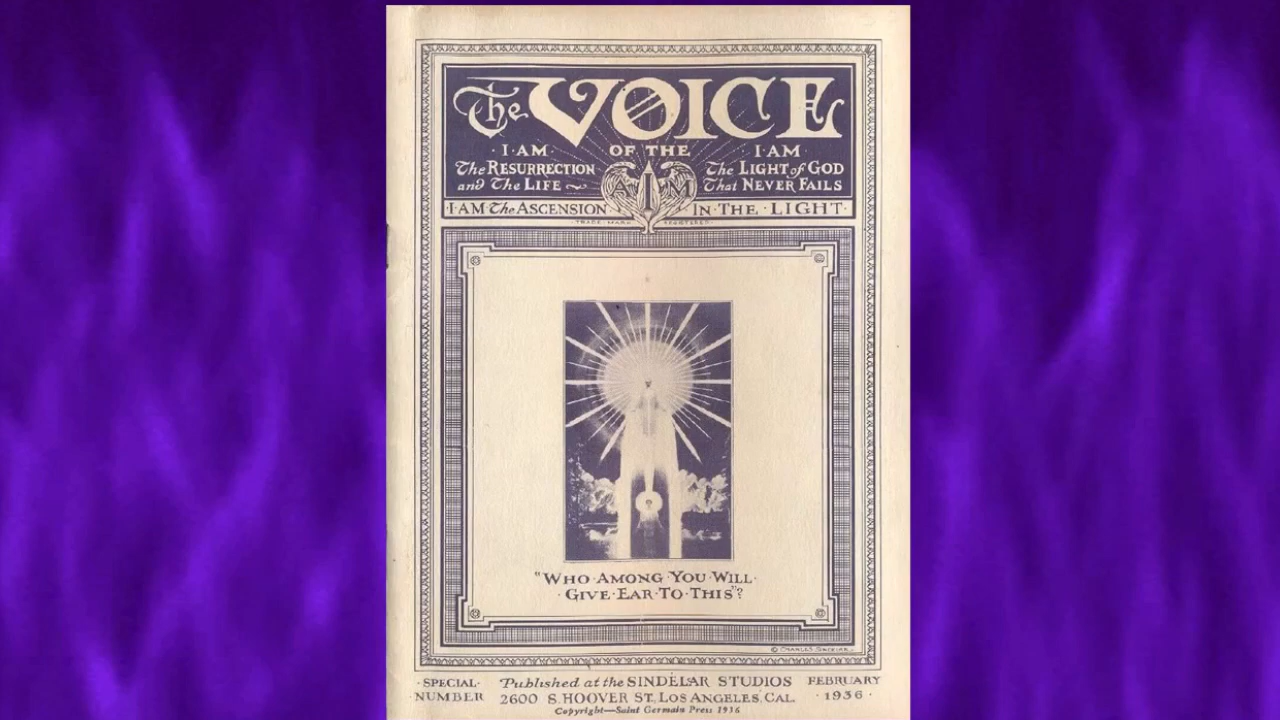 The VOICE
OF THE
I AM
· I · AM ·
The RESURRECTION
and The LIFE ~
· I AM ·
The LIGHT of GOD
That NEVER FAILS
· I · AM The ASCENSION IN · THE · LIGHT ·
TRADE MARK REGISTERED
"WHO · AMONG · YOU · WILL ·
· GIVE · EAR · TO · THIS"?
© CHARLES SINDELAR
· SPECIAL ·
NUMBER
Published at the SINDELAR STUDIOS
2600 S. HOOVER ST., LOS ANGELES, CAL.
Copyright—Saint Germain Press 1936
FEBRUARY
· 1936 ·